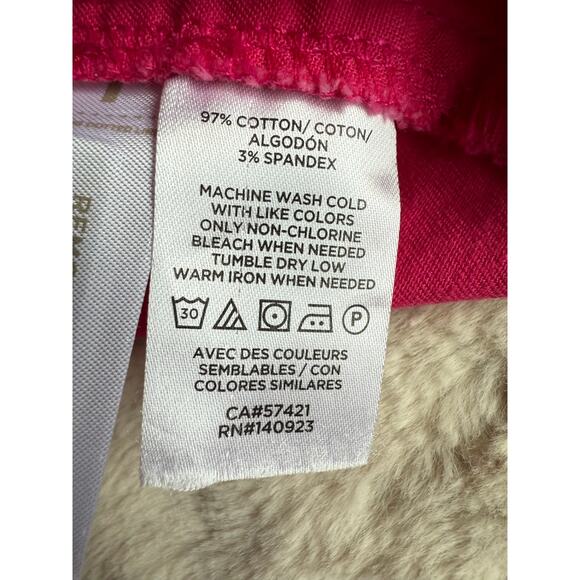 97% COTTON/ COTON/
ALGODÓN
3% SPANDEX
MACHINE WASH COLD
WITH LIKE COLORS
ONLY NON-CHLORINE
BLEACH WHEN NEEDED
TUMBLE DRY LOW
WARM IRON WHEN NEEDED
30
P
AVEC DES COULEURS
SEMBLABLES / CON
COLORES SIMILARES
CA#57421
RN#140923